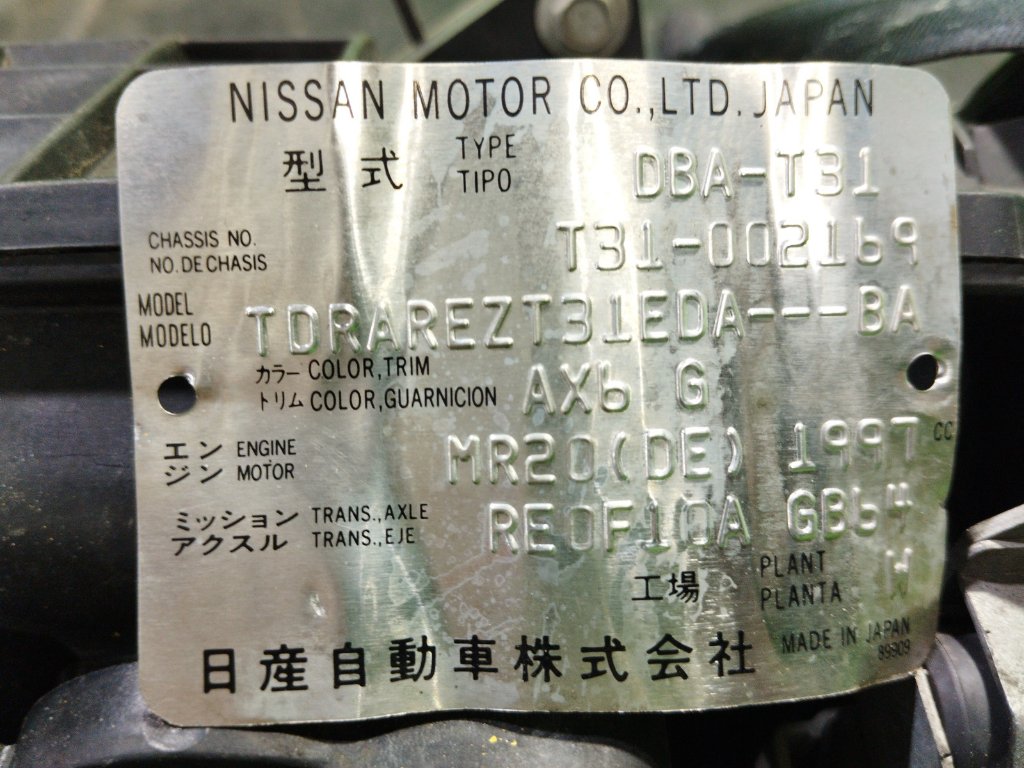 NISSAN MOTOR CO.,LTD. JAPAN
型式 TYPE DBA-T31
TIPO
CHASSIS NO. T31-002169
NO. DE CHASIS
MODEL TDRAREZT31EDA---BA
MODELO
カラー COLOR,TRIM AX6 G
トリム COLOR,GUARNICION
エン ENGINE MR20(DE) 1997 CC
ジン MOTOR
ミッション TRANS.,AXLE RE0F10A GB64
アクスル TRANS.,EJE
工場 PLANT W
PLANTA
MADE IN JAPAN
日産自動車株式会社 89909